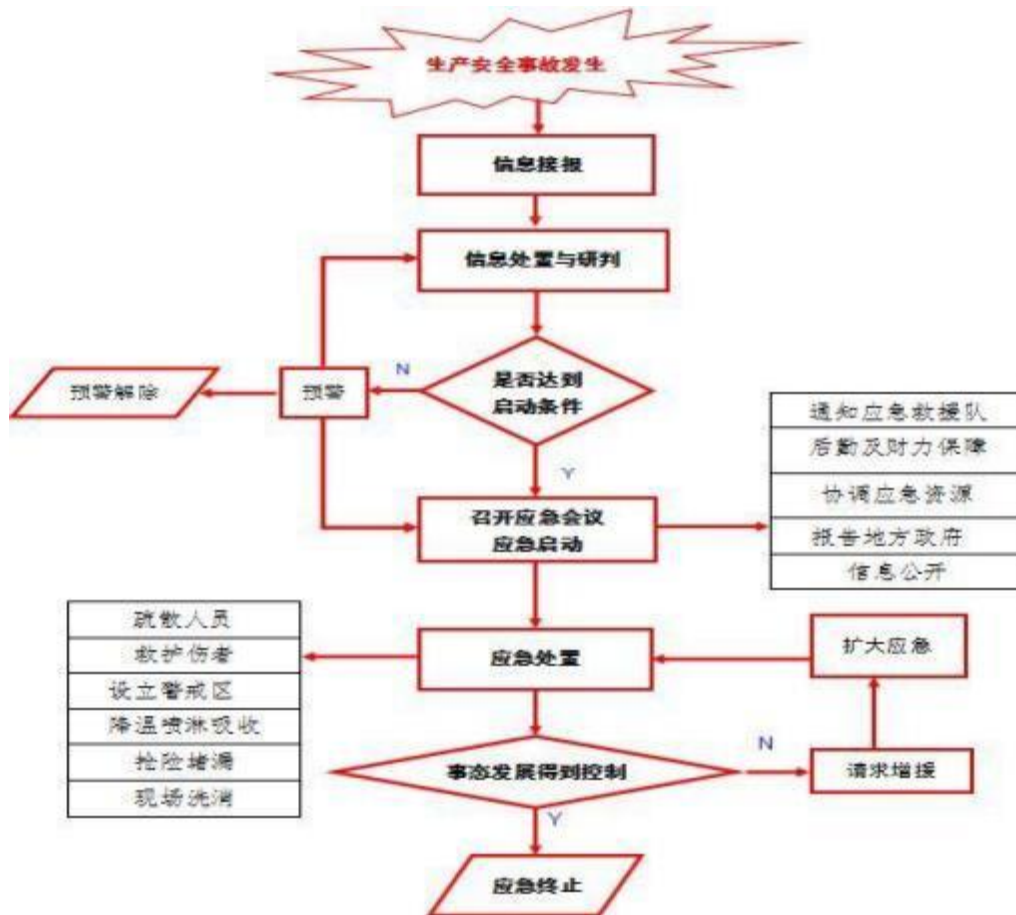 生产安全事故发生
信息接报
信息处置与研判
N
是否达到
启动条件
预警
预警解除
Y
召开应急会议
应急启动
通知应急救援队
后勤及财力保障
协调应急资源
报告地方政府
信息公开
疏散人员
救护伤者
设立警戒区
降温喷淋吸收
抢险堵漏
现场洗消
应急处置
扩大应急
事态发展得到控制
N
请求增援
Y
应急终止